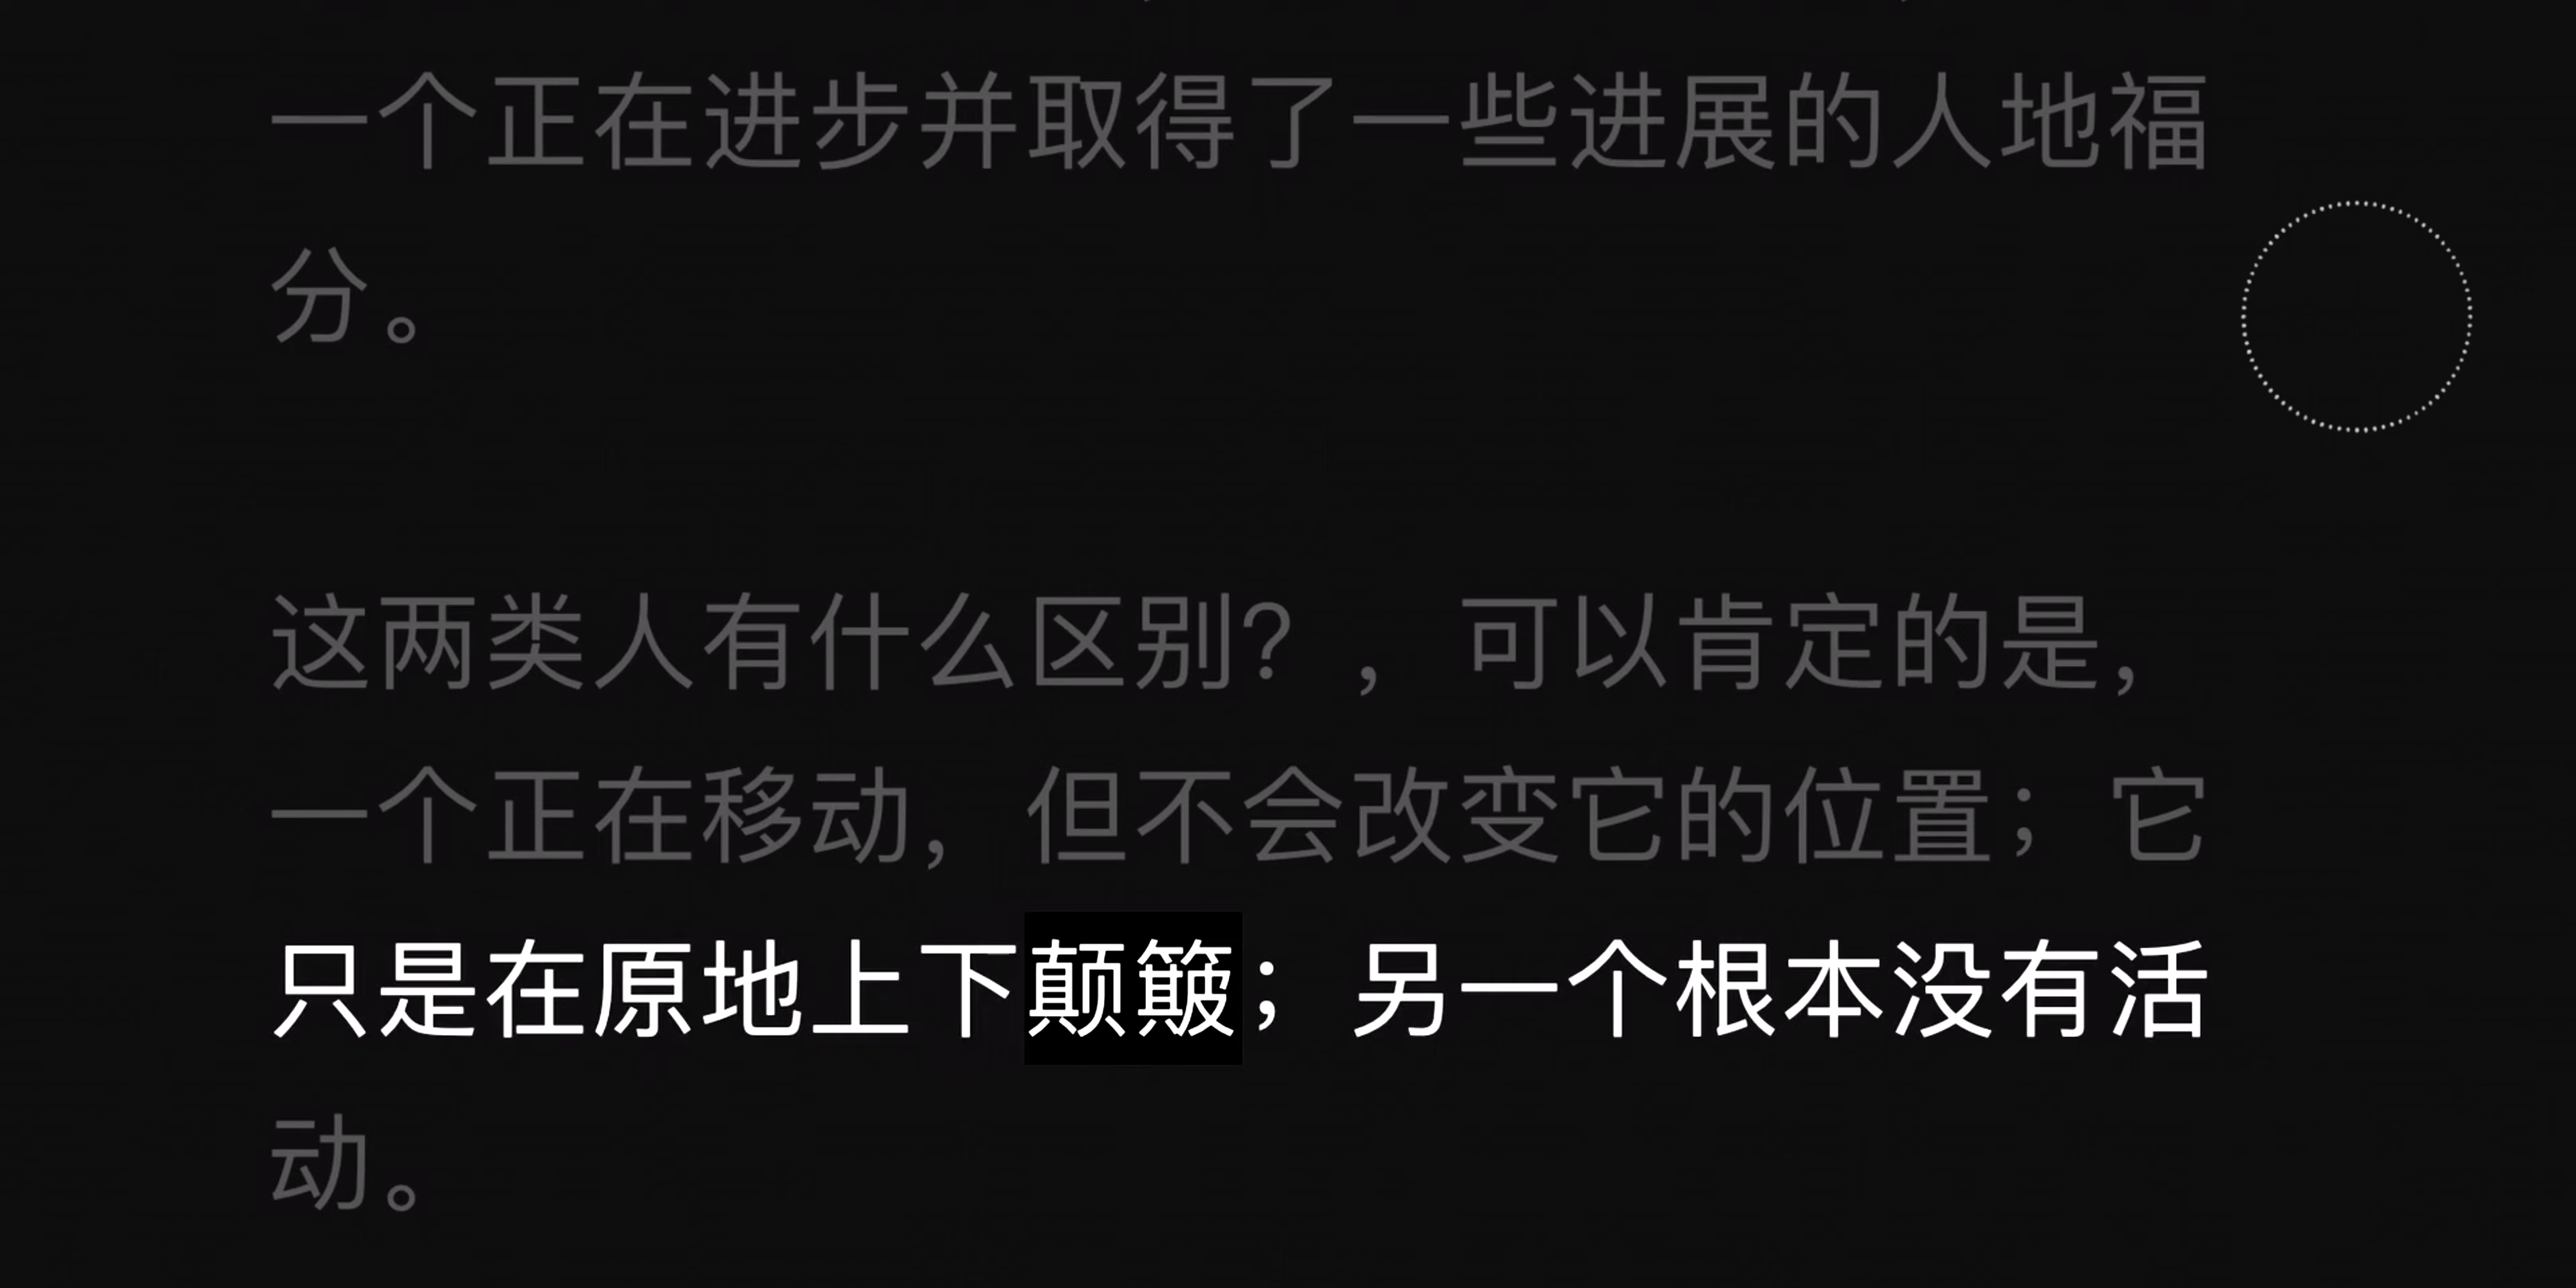 一个正在进步并取得了一些进展的人地福
分。
这两类人有什么区别？，可以肯定的是，
一个正在移动，但不会改变它的位置；它
只是在原地上下颠簸；另一个根本没有活
动。